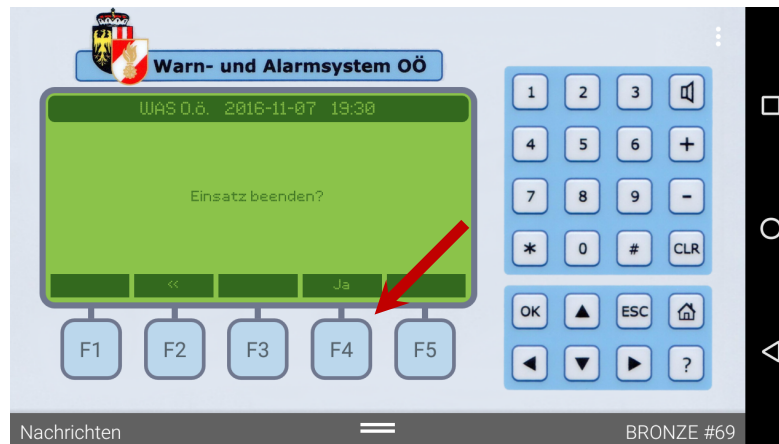 Warn- und Alarmsystem OÖ
WAS O.ö. 2016-11-07 19:30
Einsatz beenden?
<< Ja
F1 F2 F3 F4 F5
1 2 3
4 5 6 +
7 8 9 -
* 0 # CLR
OK ▲ ESC
◀ ▼ ▶ ?
Nachrichten BRONZE #69